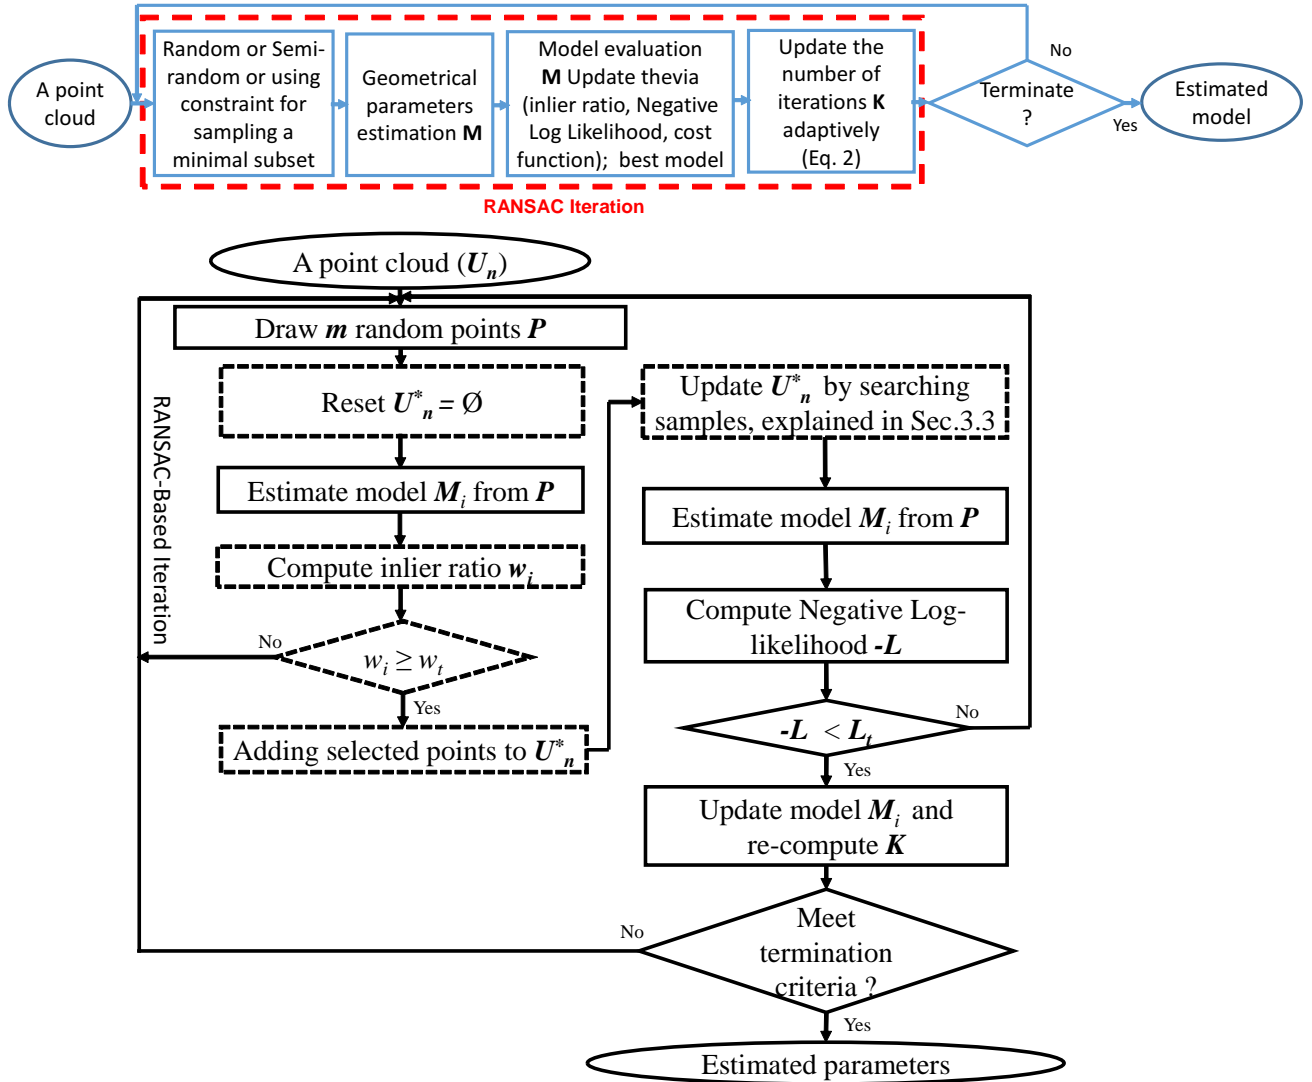 A point
cloud
Random or Semi-
random or using
constraint for
sampling a
minimal subset
Geometrical
parameters
estimation M
Model evaluation
M Update thevia
(inlier ratio, Negative
Log Likelihood, cost
function); best model
Update the
number of
iterations K
adaptively
(Eq. 2)
Terminate
?
No
Yes
Estimated
model
RANSAC Iteration
A point cloud (Uₙ)
Draw m random points P
Reset U*ₙ = Ø
Estimate model Mᵢ from P
Compute inlier ratio wᵢ
wᵢ ≥ wₜ
No
Yes
Adding selected points to U*ₙ
RANSAC-Based Iteration
Update U*ₙ by searching
samples, explained in Sec.3.3
Estimate model Mᵢ from P
Compute Negative Log-
likelihood -L
-L < Lₜ
No
Yes
Update model Mᵢ and
re-compute K
Meet
termination
criteria ?
No
Yes
Estimated parameters